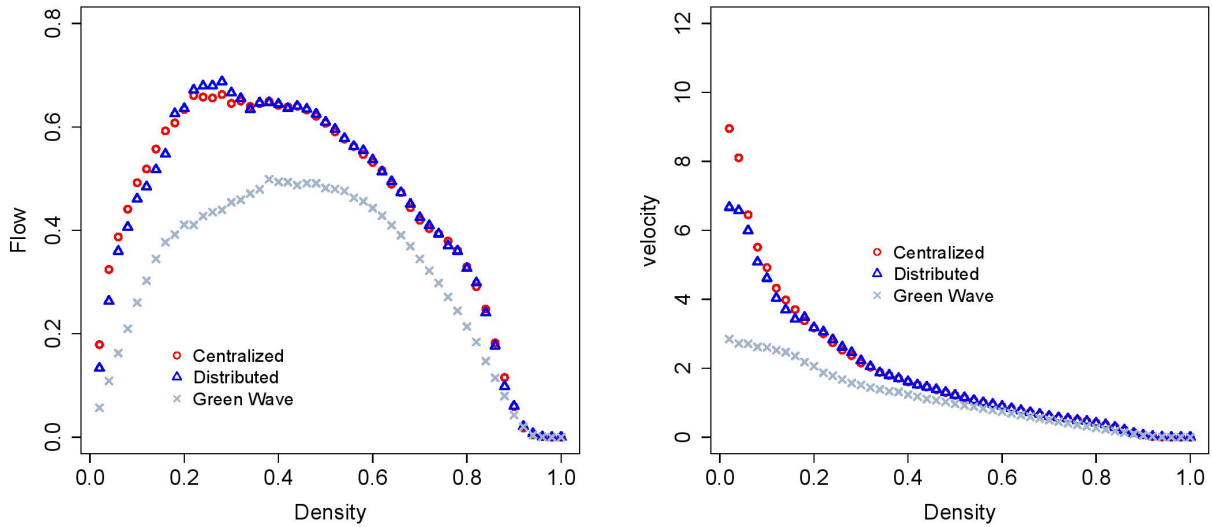 Flow
0.8
0.6
0.4
0.2
0.0
Centralized
Distributed
Green Wave
0.0 0.2 0.4 0.6 0.8 1.0
Density
velocity
12
10
8
6
4
2
0
Centralized
Distributed
Green Wave
0.0 0.2 0.4 0.6 0.8 1.0
Density